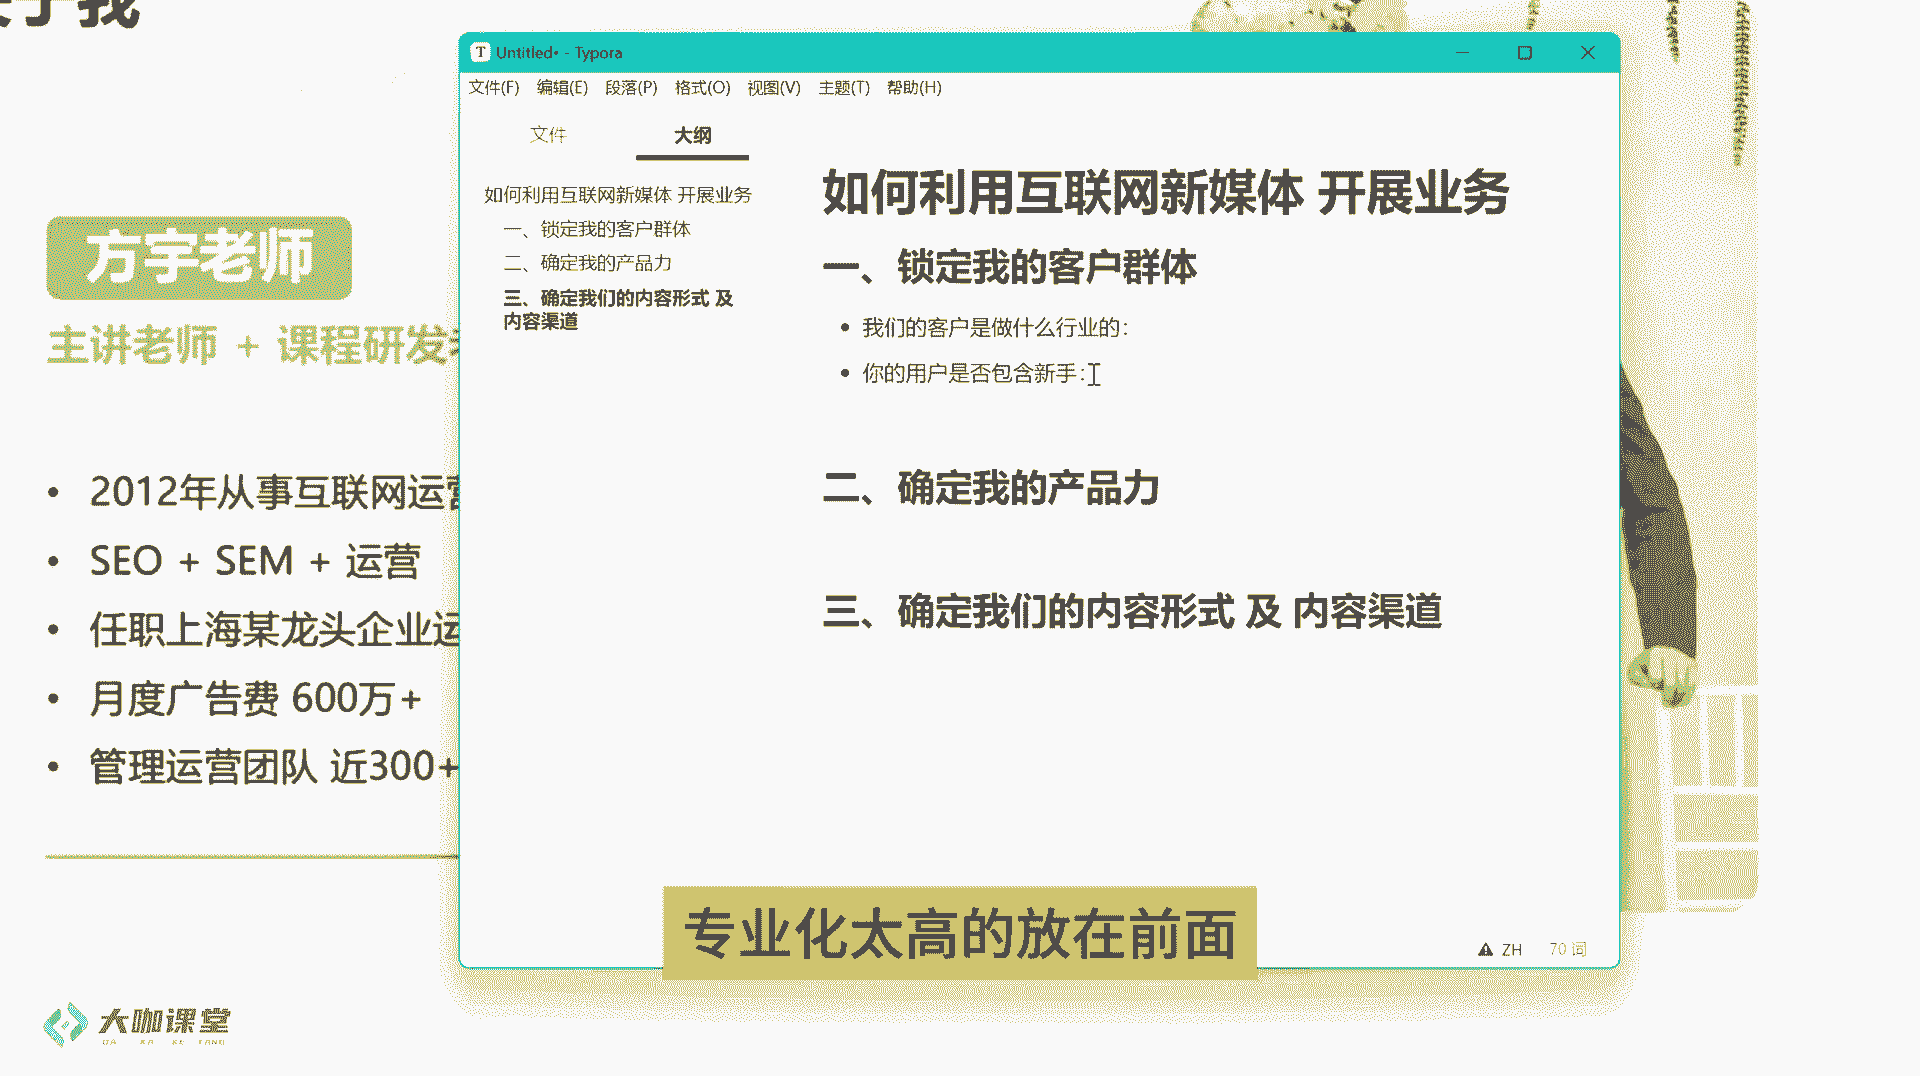 于我
方宇老师
主讲老师 + 课程研发
2012年从事互联网运营
SEO + SEM + 运营
任职上海某龙头企业运
月度广告费 600万+
管理运营团队 近300+
大咖课堂
DA KA KE TANG
Untitled• - Typora
文件(F) 编辑(E) 段落(P) 格式(O) 视图(V) 主题(T) 帮助(H)
文件 大纲
如何利用互联网新媒体 开展业务
一、锁定我的客户群体
二、确定我的产品力
三、确定我们的内容形式 及
内容渠道
如何利用互联网新媒体 开展业务
一、锁定我的客户群体
我们的客户是做什么行业的:
你的用户是否包含新手:
二、确定我的产品力
三、确定我们的内容形式 及 内容渠道
ZH 70 词
专业化太高的放在前面